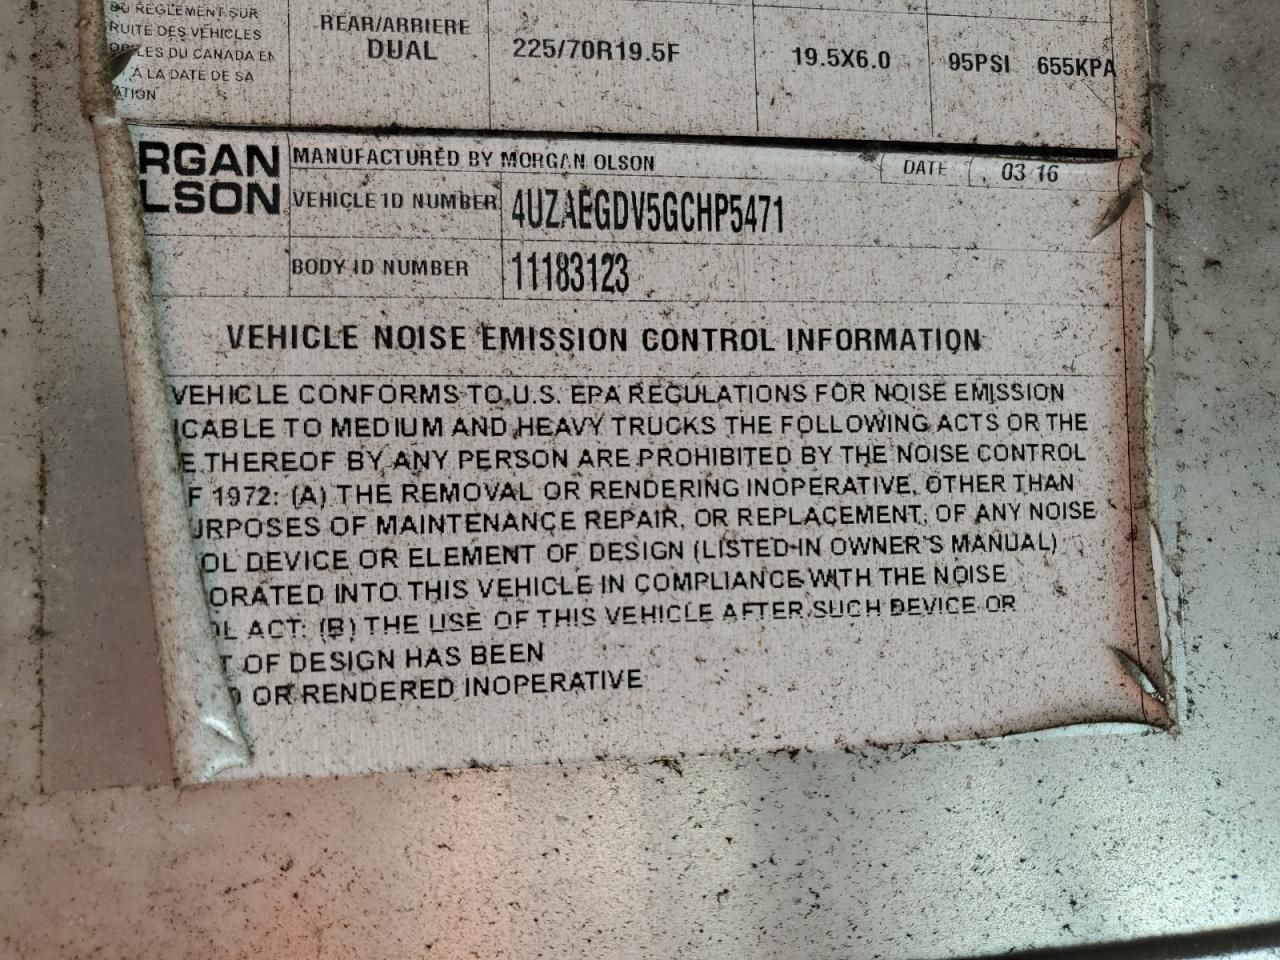 DU RÈGLEMENT SUR
RUITE DES VÉHICLES
LES DU CANADA EN
À LA DATE DE SA
ATION
REAR/ARRIERE
DUAL
225/70R19.5F
19.5X6.0
95PSI 655KPA
RGAN
LSON
MANUFACTURED BY MORGAN OLSON
DATE 03 16
VEHICLE ID NUMBER 4UZAEGDV5GCHP5471
BODY ID NUMBER 11183123
VEHICLE NOISE EMISSION CONTROL INFORMATION
VEHICLE CONFORMS TO U.S. EPA REGULATIONS FOR NOISE EMISSION
ICABLE TO MEDIUM AND HEAVY TRUCKS THE FOLLOWING ACTS OR THE
E THEREOF BY ANY PERSON ARE PROHIBITED BY THE NOISE CONTROL
F 1972: (A) THE REMOVAL OR RENDERING INOPERATIVE, OTHER THAN
URPOSES OF MAINTENANCE REPAIR, OR REPLACEMENT, OF ANY NOISE
OL DEVICE OR ELEMENT OF DESIGN (LISTED IN OWNER'S MANUAL)
ORATED INTO THIS VEHICLE IN COMPLIANCE WITH THE NOISE
OL ACT: (B) THE USE OF THIS VEHICLE AFTER SUCH DEVICE OR
T OF DESIGN HAS BEEN
D OR RENDERED INOPERATIVE